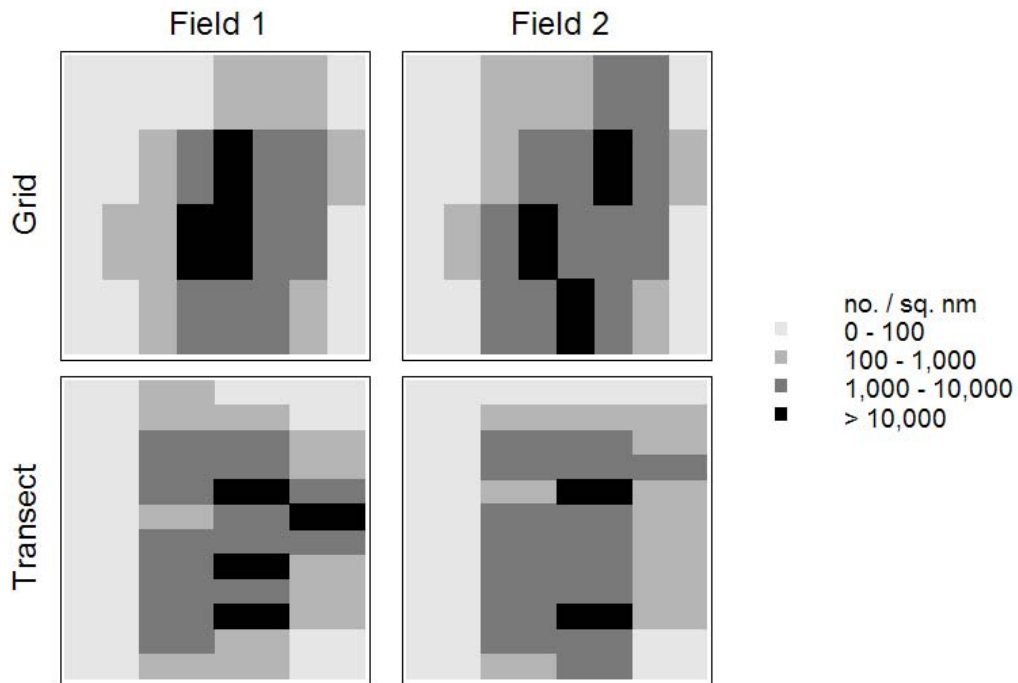 Field 1
Field 2
Grid
Transect
no. / sq. nm
0 - 100
100 - 1,000
1,000 - 10,000
> 10,000